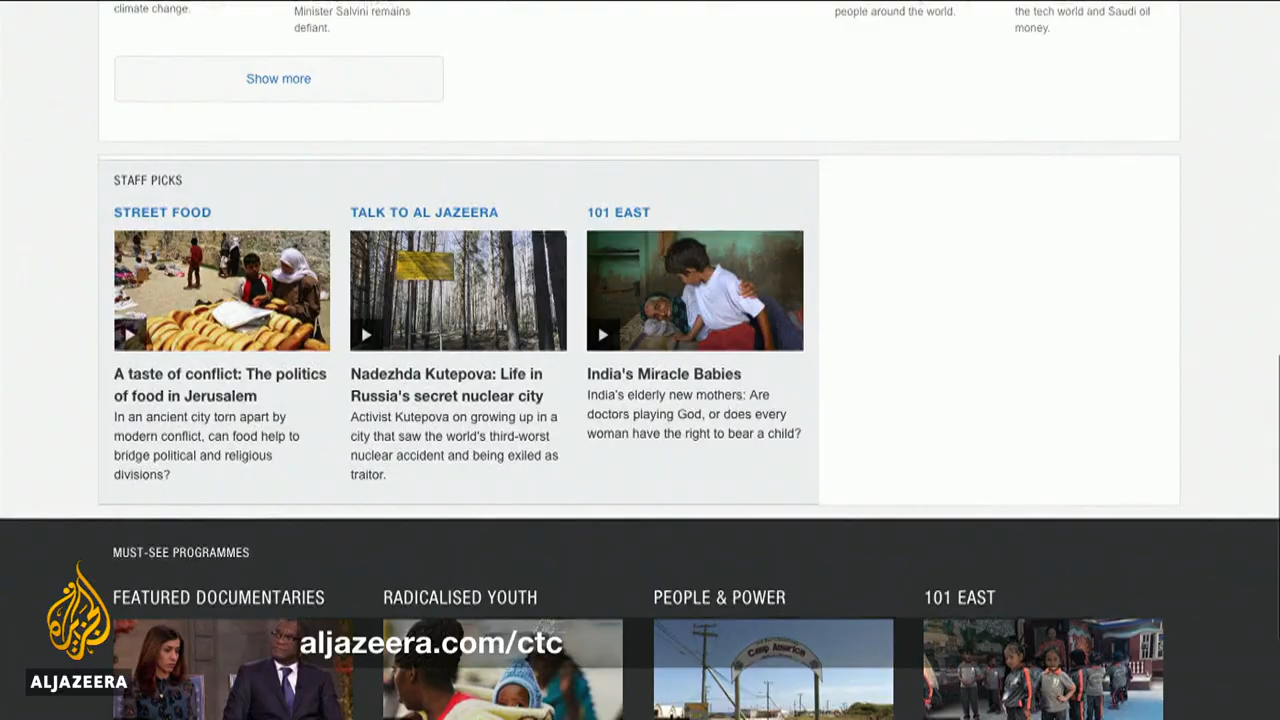 climate change.
Minister Salvini remains
defiant.
people around the world.
the tech world and Saudi oil
money.
Show more
STAFF PICKS
STREET FOOD
TALK TO AL JAZEERA
101 EAST
A taste of conflict: The politics
of food in Jerusalem
In an ancient city torn apart by
modern conflict, can food help to
bridge political and religious
divisions?
Nadezhda Kutepova: Life in
Russia's secret nuclear city
Activist Kutepova on growing up in a
city that saw the world's third-worst
nuclear accident and being exiled as
traitor.
India's Miracle Babies
India's elderly new mothers: Are
doctors playing God, or does every
woman have the right to bear a child?
MUST-SEE PROGRAMMES
FEATURED DOCUMENTARIES
RADICALISED YOUTH
PEOPLE & POWER
101 EAST
Camp America
aljazeera.com/ctc
ALJAZEERA